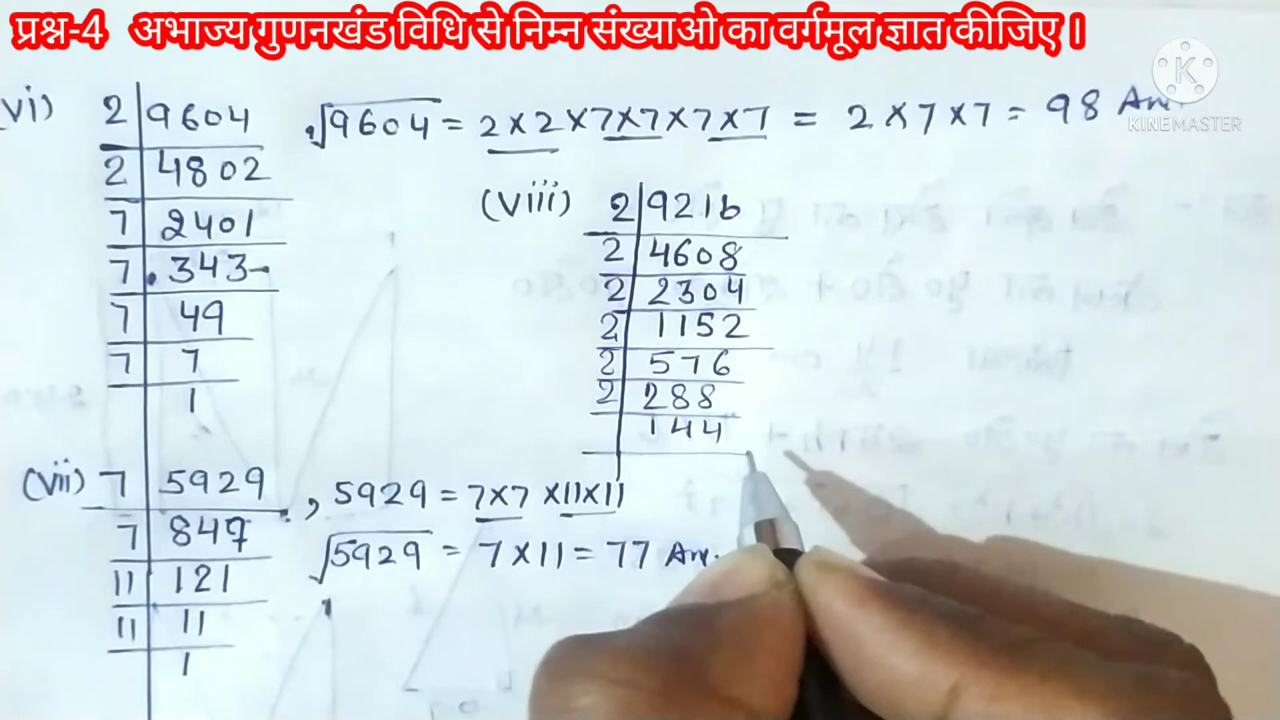 प्रश्न-4 अभाज्य गुणनखंड विधि से निम्न संख्याओ का वर्गमूल ज्ञात कीजिए ।
K
KINEMASTER
(vi) 2 | 9604
2 | 4802
7 | 2401
7 | 343
7 | 49
7 | 7
1
√9604 = 2×2×7×7×7×7 = 2×7×7 = 98 Ans.
(viii) 2 | 9216
2 | 4608
2 | 2304
2 | 1152
2 | 576
2 | 288
144
(vii) 7 | 5929
7 | 847
11 | 121
11 | 11
1
, 5929 = 7×7×11×11
√5929 = 7×11 = 77 Ans.